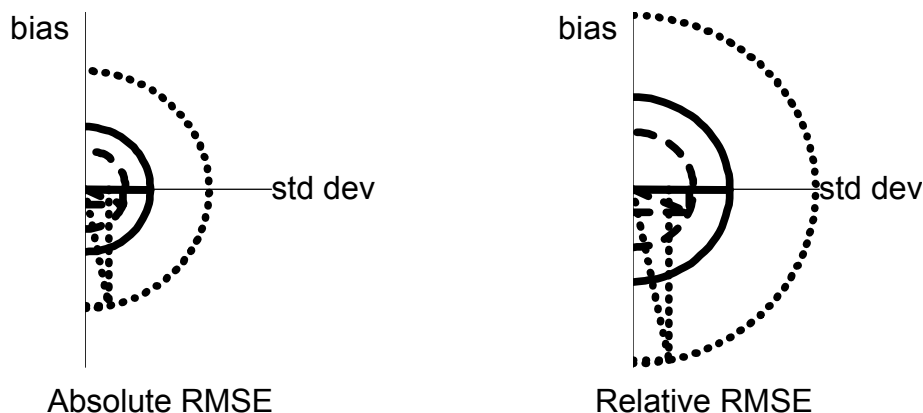 bias
std dev
Absolute RMSE
bias
std dev
Relative RMSE